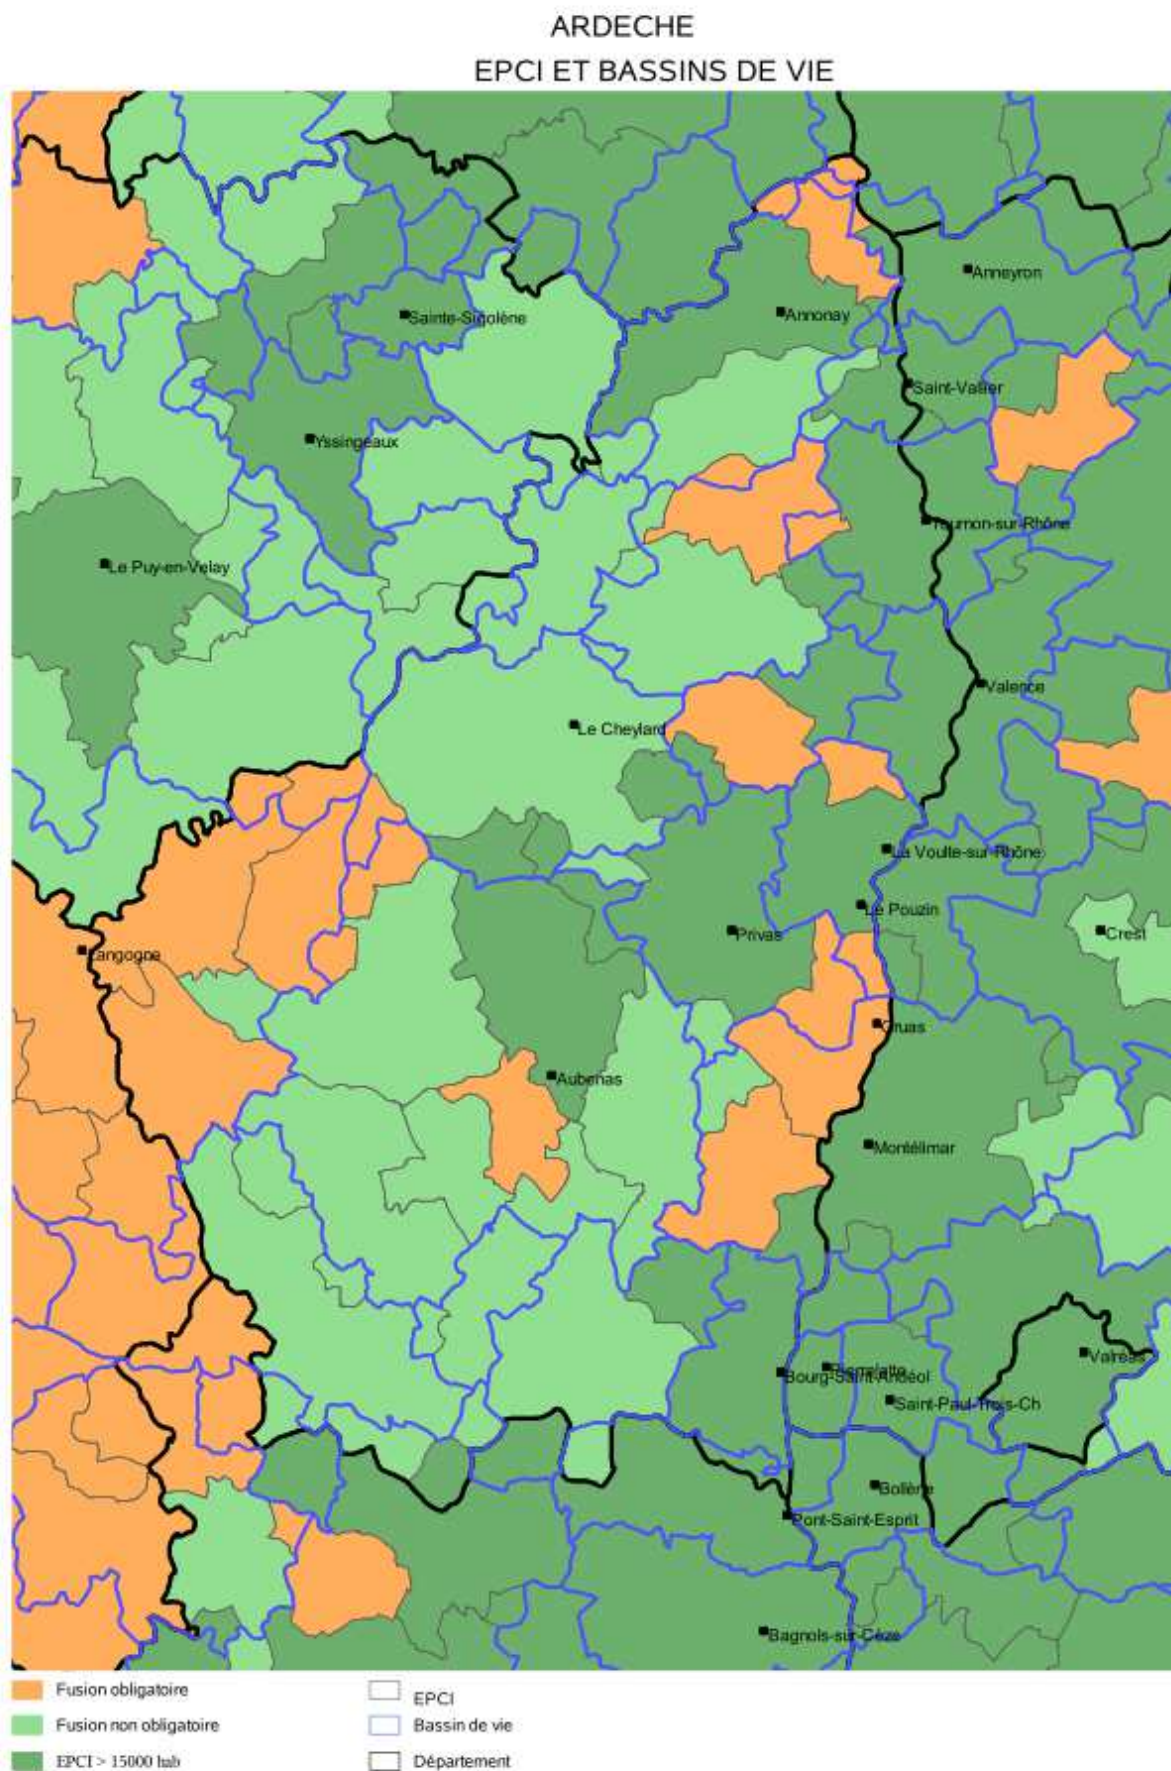 ARDECHE
EPCI ET BASSINS DE VIE
Anneyron
Annonay
Sainte-Sigolène
Saint-Vallier
Yssingeaux
Tournon-sur-Rhône
Le Puy-en-Velay
Valence
Le Cheylard
La Voulte-sur-Rhône
Le Pouzin
Privas
Crest
Langogne
Cruas
Aubenas
Montélimar
Valréas
Pierrelatte
Bourg-Saint-Andéol
Saint-Paul-Trois-Ch
Bollène
Pont-Saint-Esprit
Bagnols-sur-Cèze
Fusion obligatoire
EPCI
Fusion non obligatoire
Bassin de vie
EPCI > 15000 hab
Département